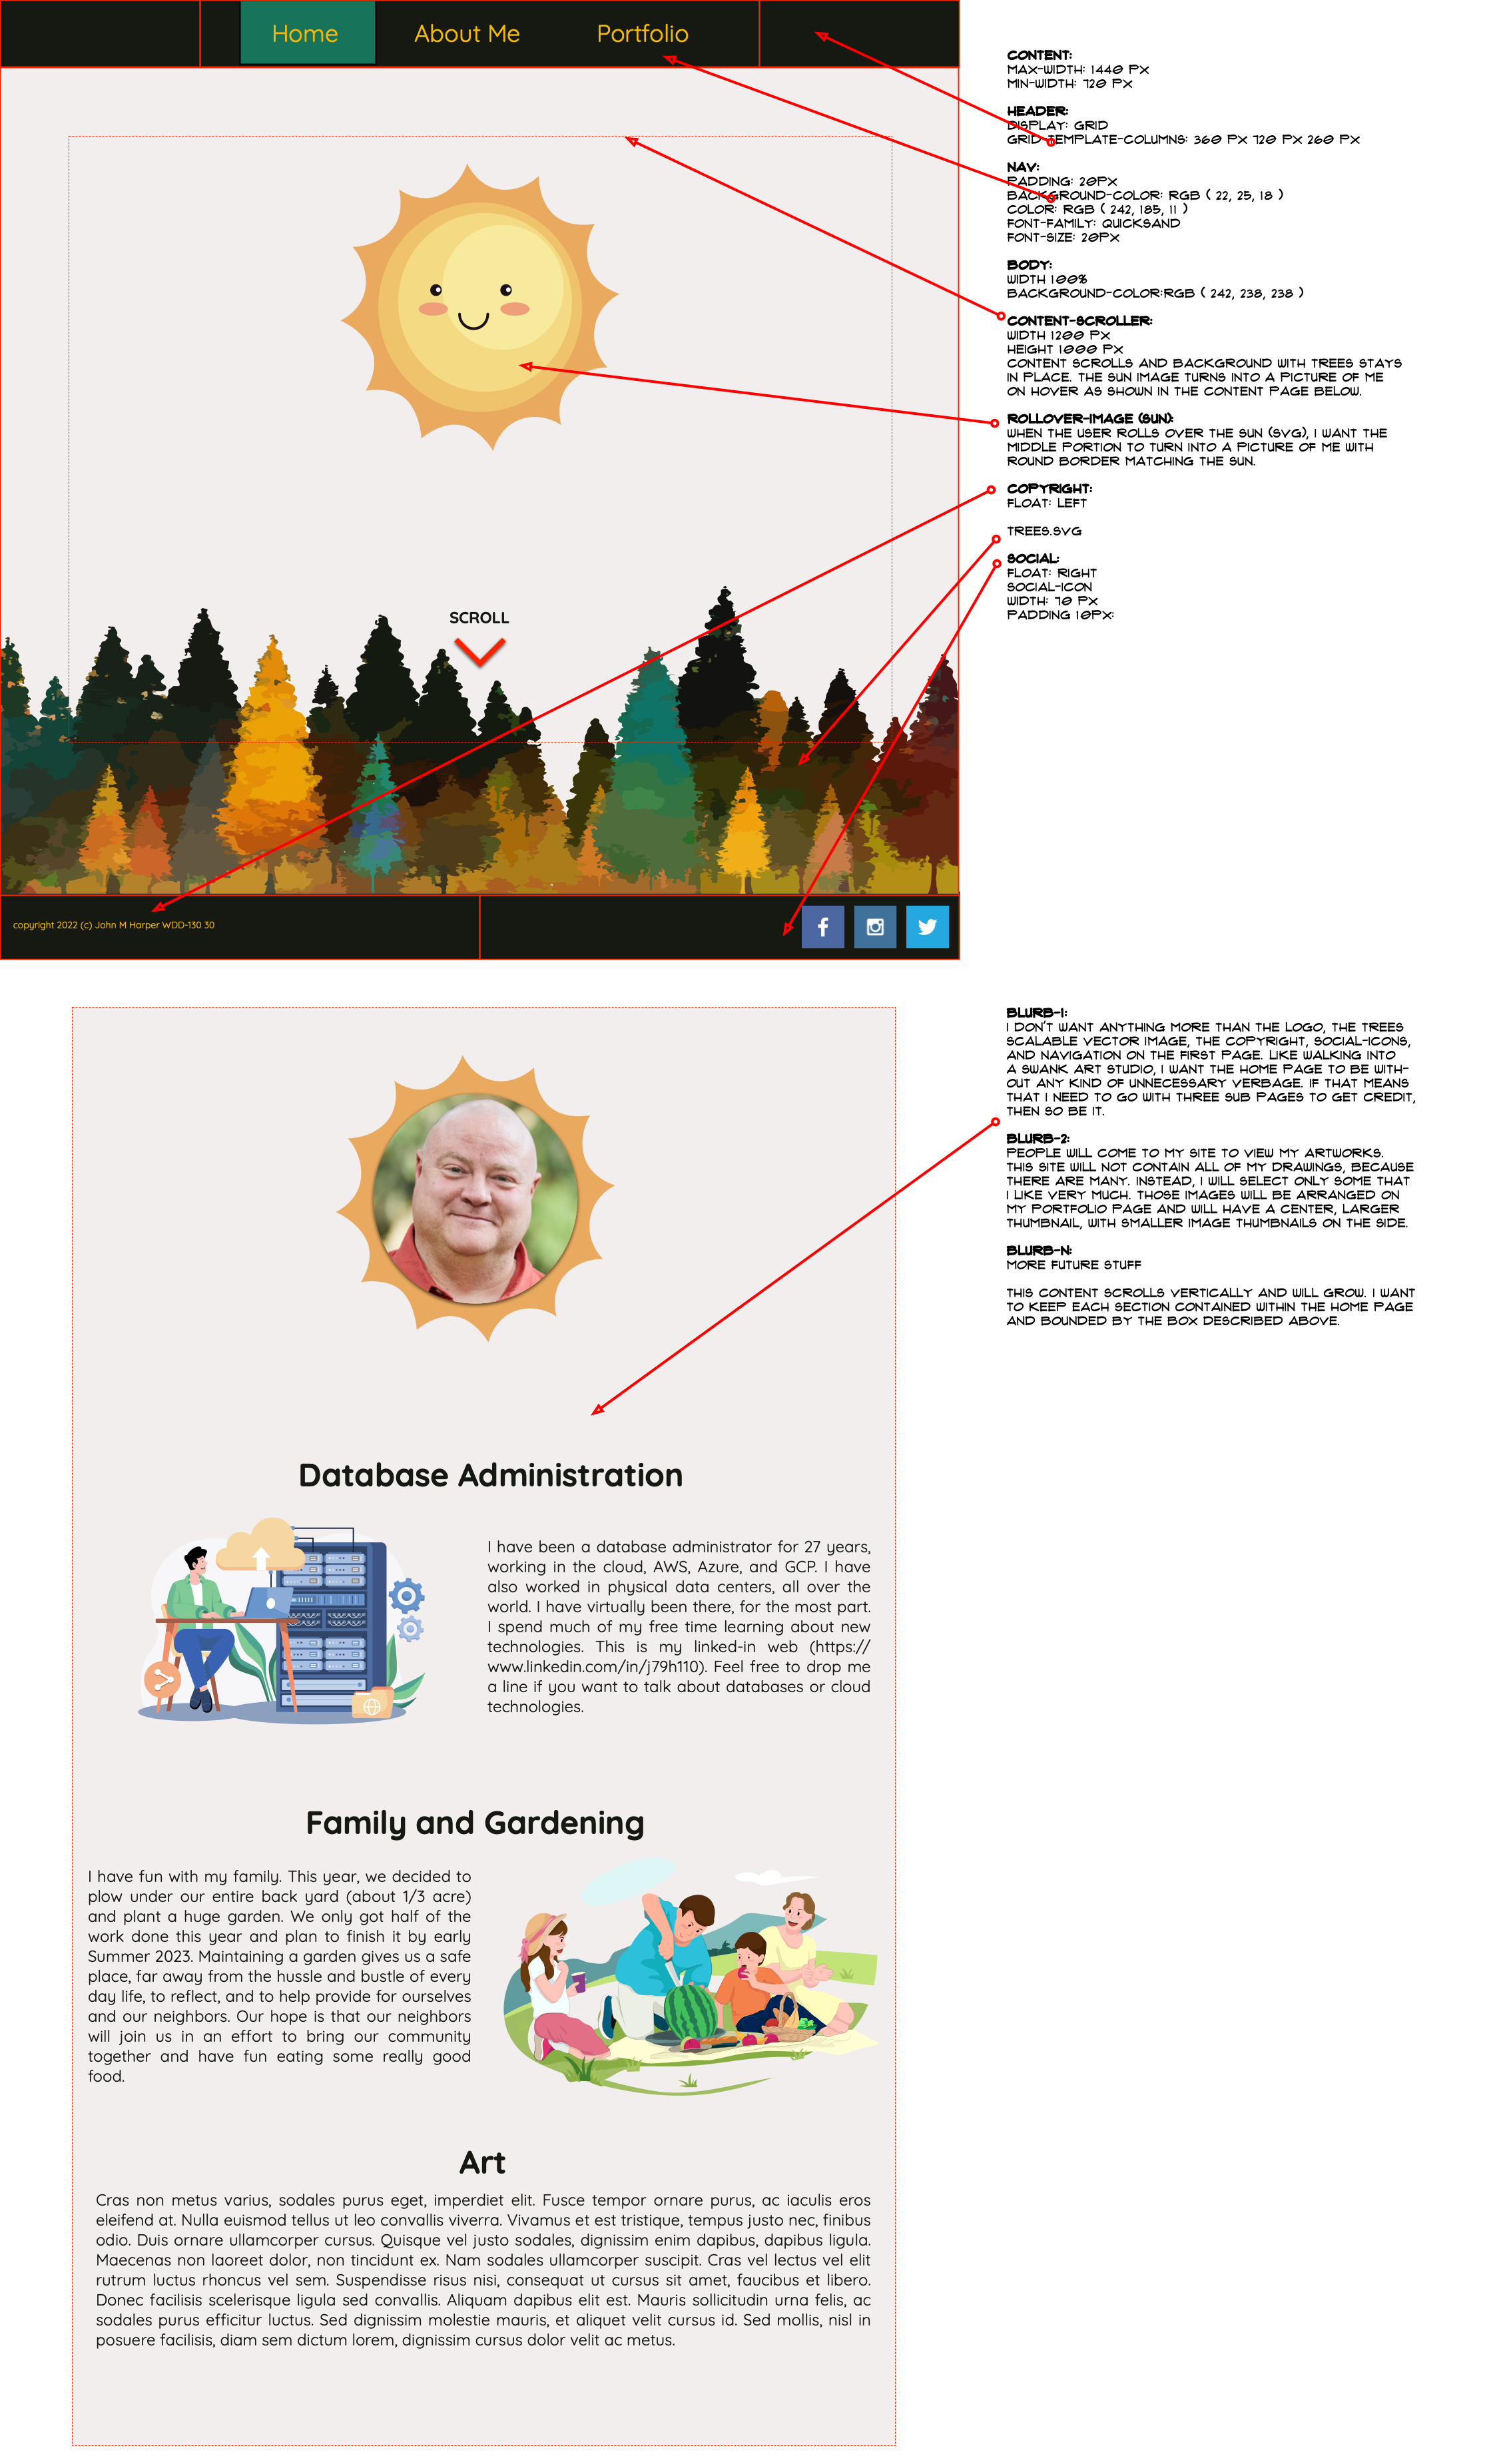 Home About Me Portfolio
CONTENT:
MAX-WIDTH: 1440 PX
MIN-WIDTH: 720 PX
HEADER:
DISPLAY: GRID
GRID-TEMPLATE-COLUMNS: 360 PX 720 PX 260 PX
NAV:
PADDING: 20PX
BACKGROUND-COLOR: RGB ( 22, 25, 18 )
COLOR: RGB ( 242, 185, 11 )
FONT-FAMILY: QUICKSAND
FONT-SIZE: 20PX
BODY:
WIDTH 100%
BACKGROUND-COLOR:RGB ( 242, 238, 238 )
CONTENT-SCROLLER:
WIDTH 1200 PX
HEIGHT 1000 PX
CONTENT SCROLLS AND BACKGROUND WITH TREES STAYS
IN PLACE. THE SUN IMAGE TURNS INTO A PICTURE OF ME
ON HOVER AS SHOWN IN THE CONTENT PAGE BELOW.
ROLLOVER-IMAGE (SUN):
WHEN THE USER ROLLS OVER THE SUN (SVG), I WANT THE
MIDDLE PORTION TO TURN INTO A PICTURE OF ME WITH
ROUND BORDER MATCHING THE SUN.
COPYRIGHT:
FLOAT: LEFT
TREES.SVG
SOCIAL:
FLOAT: RIGHT
SOCIAL-ICON
WIDTH: 70 PX
PADDING 10PX:
SCROLL
copyright 2022 (c) John M Harper WDD-130 30
BLURB-1:
I DON'T WANT ANYTHING MORE THAN THE LOGO, THE TREES
SCALABLE VECTOR IMAGE, THE COPYRIGHT, SOCIAL-ICONS,
AND NAVIGATION ON THE FIRST PAGE. LIKE WALKING INTO
A SWANK ART STUDIO, I WANT THE HOME PAGE TO BE WITH-
OUT ANY KIND OF UNNECESSARY VERBAGE. IF THAT MEANS
THAT I NEED TO GO WITH THREE SUB PAGES TO GET CREDIT,
THEN SO BE IT.
BLURB-2:
PEOPLE WILL COME TO MY SITE TO VIEW MY ARTWORKS.
THIS SITE WILL NOT CONTAIN ALL OF MY DRAWINGS, BECAUSE
THERE ARE MANY. INSTEAD, I WILL SELECT ONLY SOME THAT
I LIKE VERY MUCH. THOSE IMAGES WILL BE ARRANGED ON
MY PORTFOLIO PAGE AND WILL HAVE A CENTER, LARGER
THUMBNAIL, WITH SMALLER IMAGE THUMBNAILS ON THE SIDE.
BLURB-N:
MORE FUTURE STUFF
THIS CONTENT SCROLLS VERTICALLY AND WILL GROW. I WANT
TO KEEP EACH SECTION CONTAINED WITHIN THE HOME PAGE
AND BOUNDED BY THE BOX DESCRIBED ABOVE.
Database Administration
I have been a database administrator for 27 years,
working in the cloud, AWS, Azure, and GCP. I have
also worked in physical data centers, all over the
world. I have virtually been there, for the most part.
I spend much of my free time learning about new
technologies. This is my linked-in web (https://
www.linkedin.com/in/j79h110). Feel free to drop me
a line if you want to talk about databases or cloud
technologies.
Family and Gardening
I have fun with my family. This year, we decided to
plow under our entire back yard (about 1/3 acre)
and plant a huge garden. We only got half of the
work done this year and plan to finish it by early
Summer 2023. Maintaining a garden gives us a safe
place, far away from the hussle and bustle of every
day life, to reflect, and to help provide for ourselves
and our neighbors. Our hope is that our neighbors
will join us in an effort to bring our community
together and have fun eating some really good
food.
Art
Cras non metus varius, sodales purus eget, imperdiet elit. Fusce tempor ornare purus, ac iaculis eros
eleifend at. Nulla euismod tellus ut leo convallis viverra. Vivamus et est tristique, tempus justo nec, finibus
odio. Duis ornare ullamcorper cursus. Quisque vel justo sodales, dignissim enim dapibus, dapibus ligula.
Maecenas non laoreet dolor, non tincidunt ex. Nam sodales ullamcorper suscipit. Cras vel lectus vel elit
rutrum luctus rhoncus vel sem. Suspendisse risus nisi, consequat ut cursus sit amet, faucibus et libero.
Donec facilisis scelerisque ligula sed convallis. Aliquam dapibus elit est. Mauris sollicitudin urna felis, ac
sodales purus efficitur luctus. Sed dignissim molestie mauris, et aliquet velit cursus id. Sed mollis, nisl in
posuere facilisis, diam sem dictum lorem, dignissim cursus dolor velit ac metus.